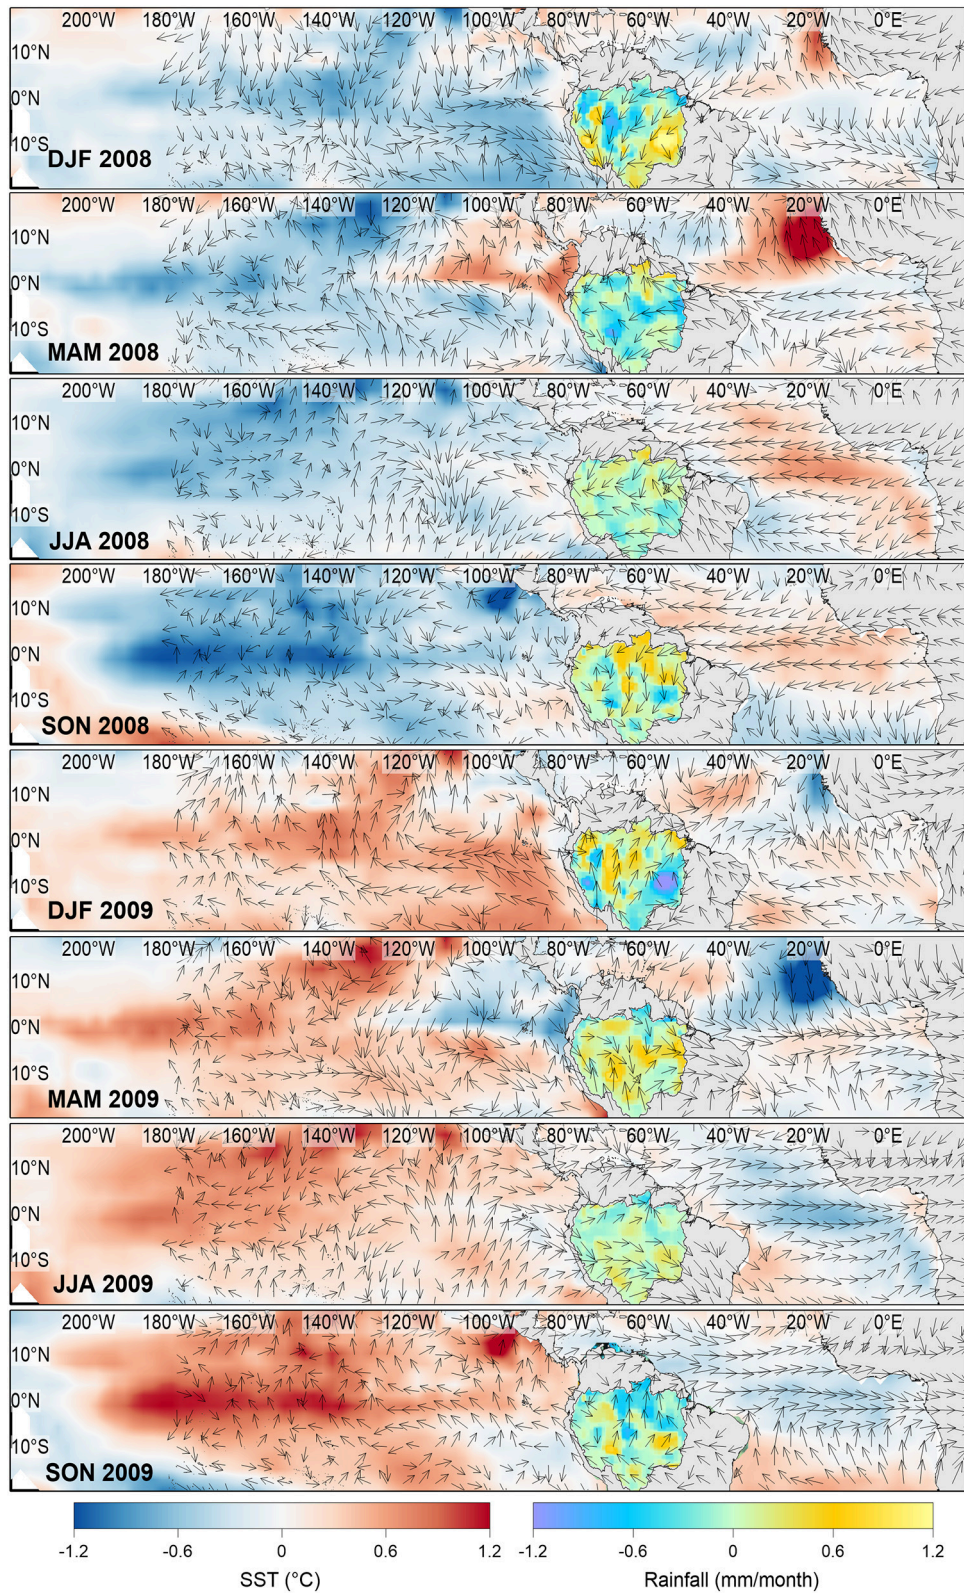 200°W 180°W 160°W 140°W 120°W 100°W 80°W 60°W 40°W 20°W 0°E
10°N
0°N
10°S
DJF 2008
200°W 180°W 160°W 140°W 120°W 100°W 80°W 60°W 40°W 20°W 0°E
10°N
0°N
10°S
MAM 2008
200°W 180°W 160°W 140°W 120°W 100°W 80°W 60°W 40°W 20°W 0°E
10°N
0°N
10°S
JJA 2008
200°W 180°W 160°W 140°W 120°W 100°W 80°W 60°W 40°W 20°W 0°E
10°N
0°N
10°S
SON 2008
200°W 180°W 160°W 140°W 120°W 100°W 80°W 60°W 40°W 20°W 0°E
10°N
0°N
10°S
DJF 2009
200°W 180°W 160°W 140°W 120°W 100°W 80°W 60°W 40°W 20°W 0°E
10°N
0°N
10°S
MAM 2009
200°W 180°W 160°W 140°W 120°W 100°W 80°W 60°W 40°W 20°W 0°E
10°N
0°N
10°S
JJA 2009
200°W 180°W 160°W 140°W 120°W 100°W 80°W 60°W 40°W 20°W 0°E
10°N
0°N
10°S
SON 2009
-1.2 -0.6 0 0.6 1.2 -1.2 -0.6 0 0.6 1.2
SST (°C) Rainfall (mm/month)